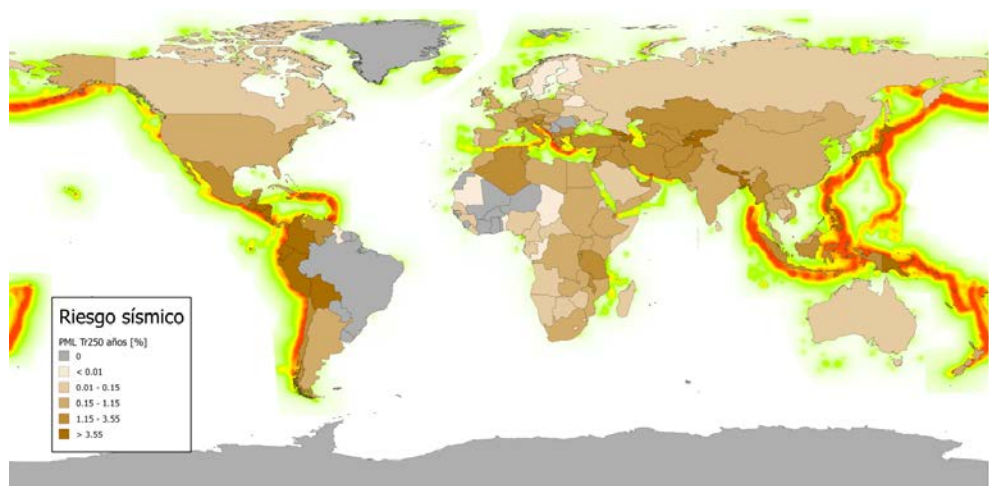 Riesgo sísmico
PML Tr250 años [%]
0
< 0.01
0.01 - 0.15
0.15 - 1.15
1.15 - 3.55
> 3.55